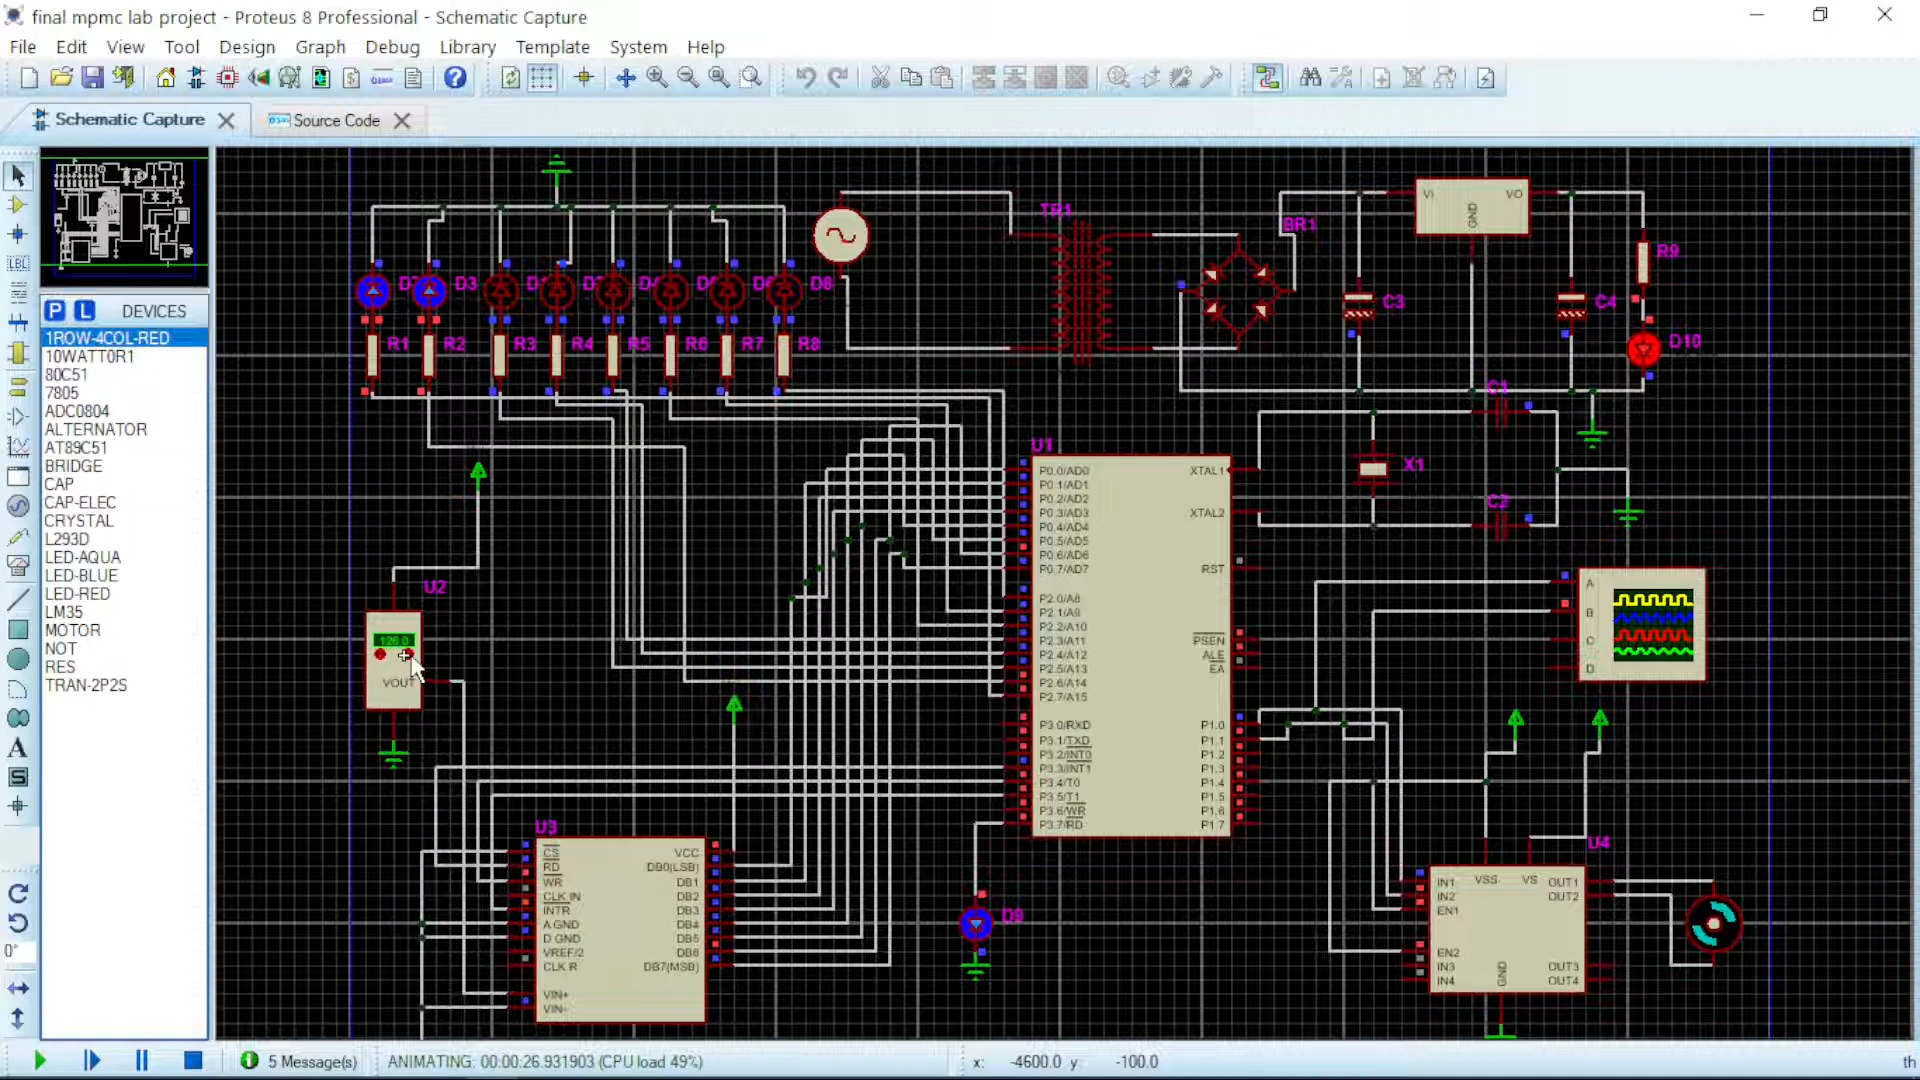 final mpmc lab project - Proteus 8 Professional - Schematic Capture
File Edit View Tool Design Graph Debug Library Template System Help
Schematic Capture
Source Code
P L DEVICES
1ROW-4COL-RED
10WATT0R1
80C51
7805
ADC0804
ALTERNATOR
AT89C51
BRIDGE
CAP
CAP-ELEC
CRYSTAL
L293D
LED-AQUA
LED-BLUE
LED-RED
LM35
MOTOR
NOT
RES
TRAN-2P2S
LBL
A
S
0°
D3 D8
R1 R2 R3 R4 R5 R6 R7 R8
TR1
BR1
VI VO
GND
C3
C4
R9
D10
C1
X1
C2
U1
P0.0/AD0 XTAL1
P0.1/AD1
P0.2/AD2
P0.3/AD3 XTAL2
P0.4/AD4
P0.5/AD5
P0.6/AD6
P0.7/AD7 RST
P2.0/A8
P2.1/A9
P2.2/A10
P2.3/A11 PSEN
P2.4/A12 ALE
P2.5/A13 EA
P2.6/A14
P2.7/A15
P3.0/RXD P1.0
P3.1/TXD P1.1
P3.2/INT0 P1.2
P3.3/INT1 P1.3
P3.4/T0 P1.4
P3.5/T1 P1.5
P3.6/WR P1.6
P3.7/RD P1.7
U2
126.0
VOUT
A
B
C
D
U3
CS VCC
RD DB0(LSB)
WR DB1
CLK IN DB2
INTR DB3
A GND DB4
D GND DB5
VREF/2 DB6
CLK R DB7(MSB)
VIN+
VIN-
D9
U4
IN1 VSS VS OUT1
IN2 OUT2
EN1
EN2
IN3 GND OUT3
IN4 OUT4
5 Message(s)
ANIMATING: 00:00:26.931903 (CPU load 49%)
x: -4600.0 y: -100.0
th